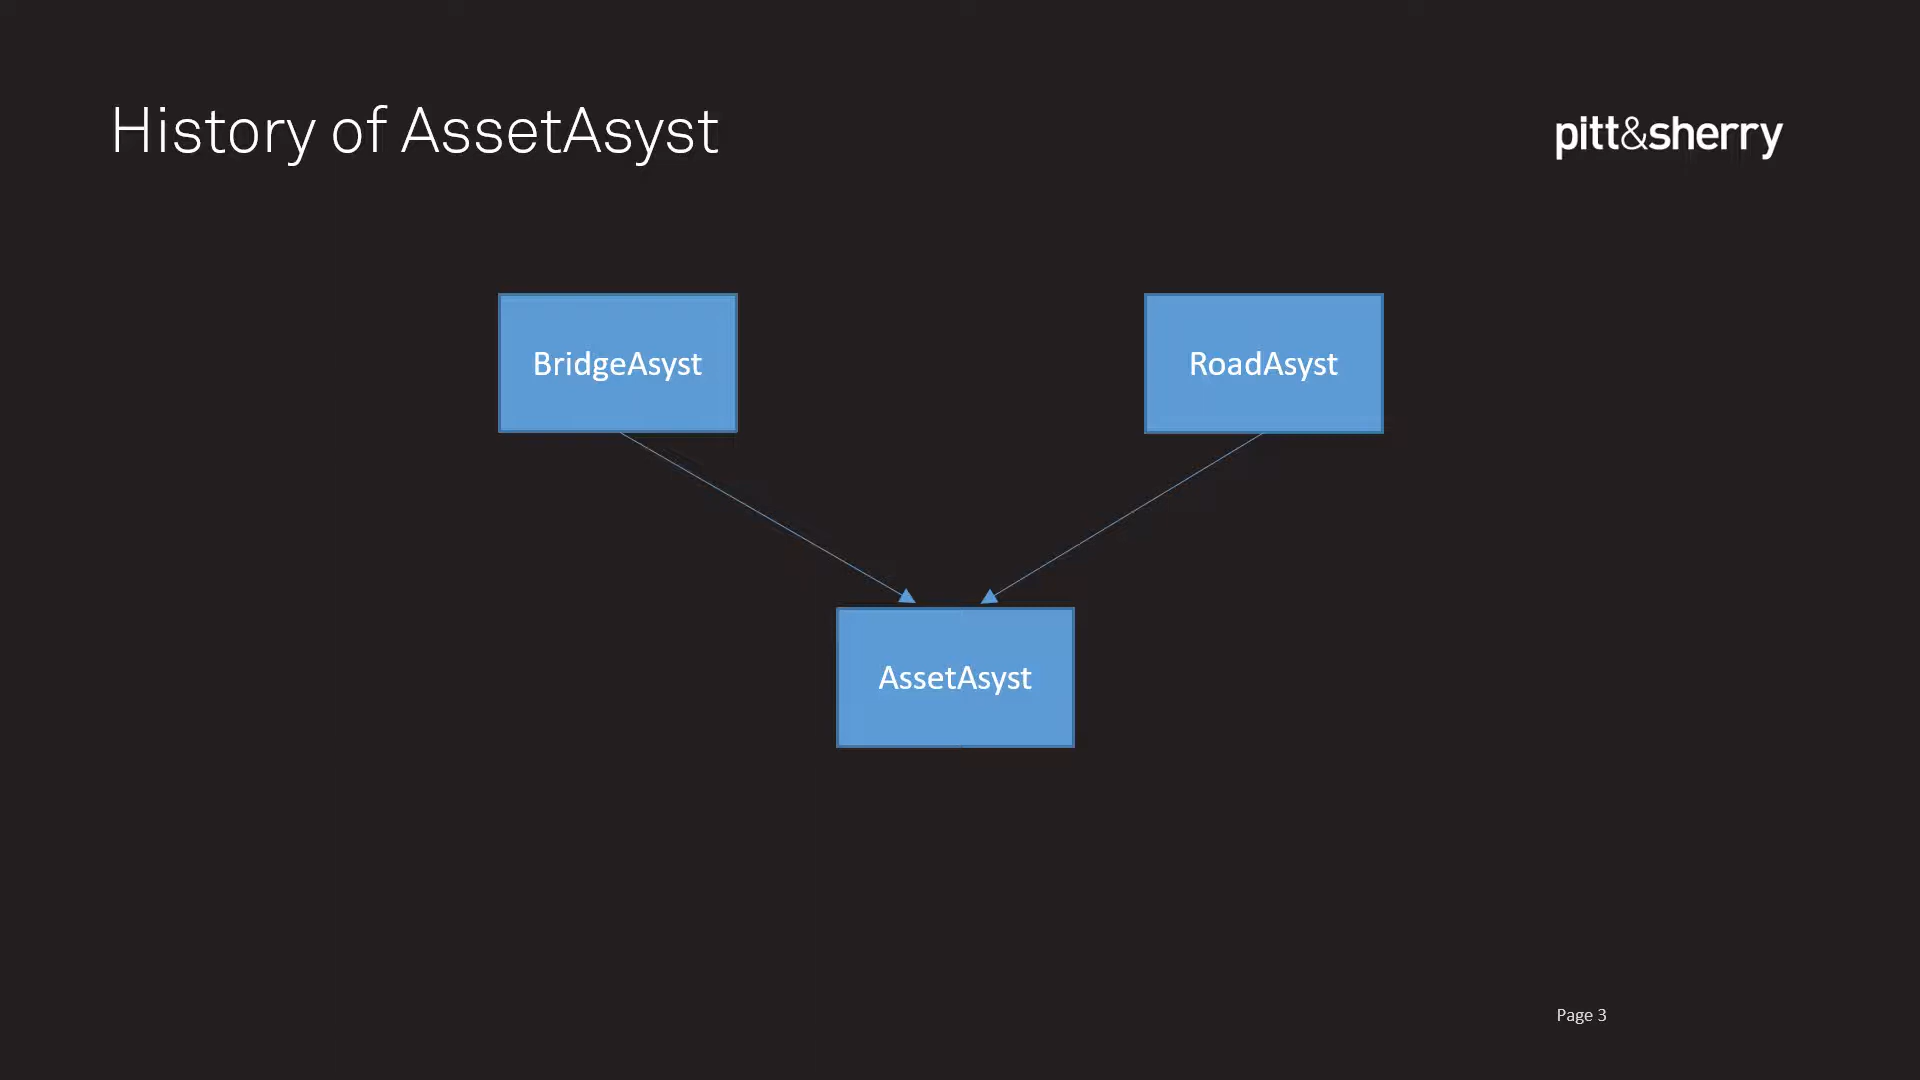 History of AssetAsyst
pitt&sherry
BridgeAsyst
RoadAsyst
AssetAsyst
Page 3